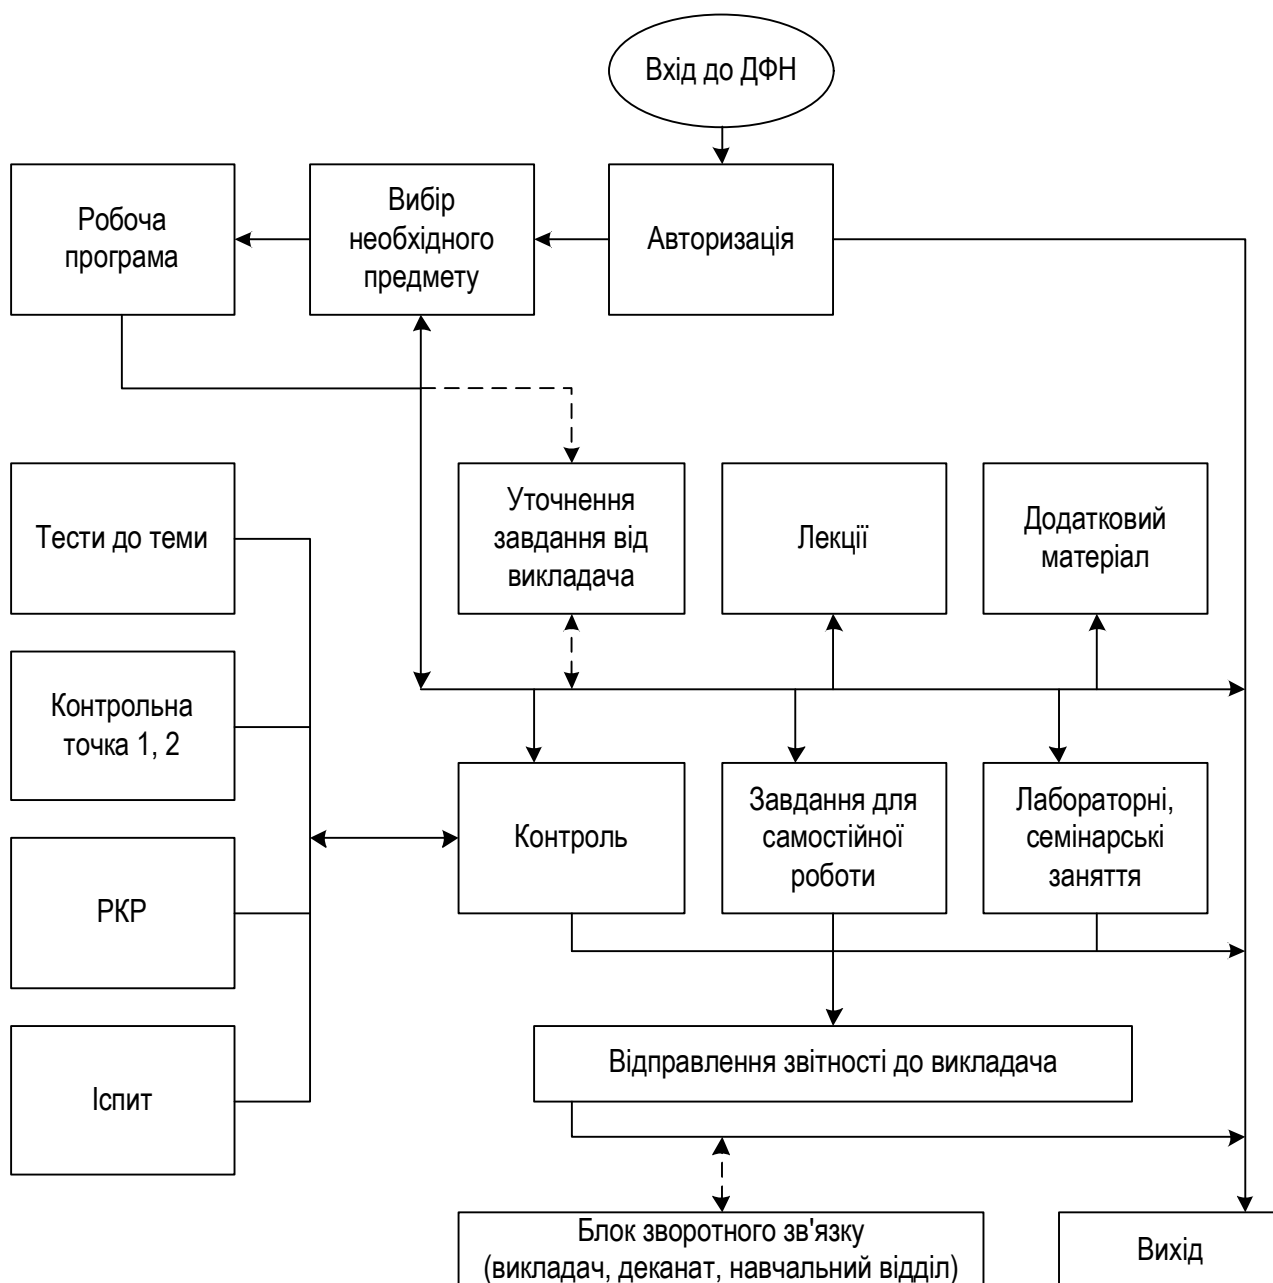 Вхід до ДФН
Робоча
програма
Вибір
необхідного
предмету
Авторизація
Тести до теми
Уточнення
завдання від
викладача
Лекції
Додатковий
матеріал
Контрольна
точка 1, 2
Контроль
Завдання для
самостійної
роботи
Лабораторні,
семінарські
заняття
РКР
Відправлення звітності до викладача
Іспит
Блок зворотного зв'язку
(викладач, деканат, навчальний відділ)
Вихід